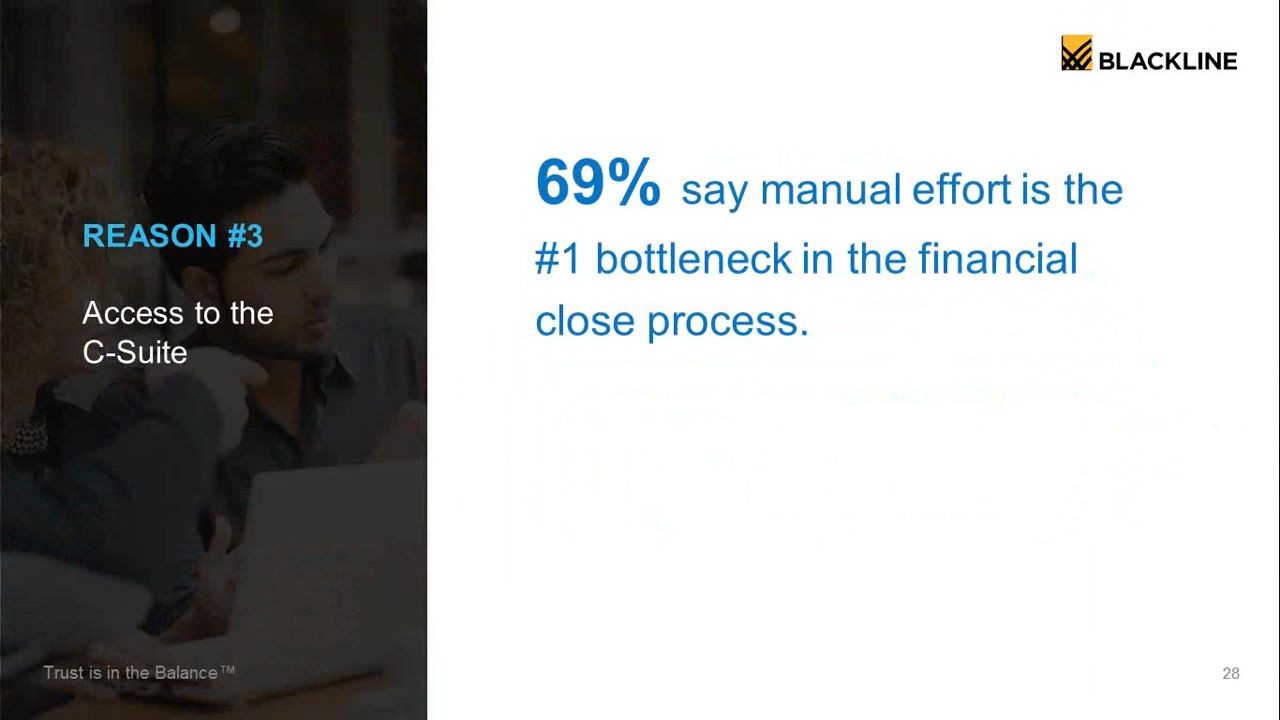 BLACKLINE
REASON #3
Access to the
C-Suite
69% say manual effort is the
#1 bottleneck in the financial
close process.
Trust is in the Balance™
28